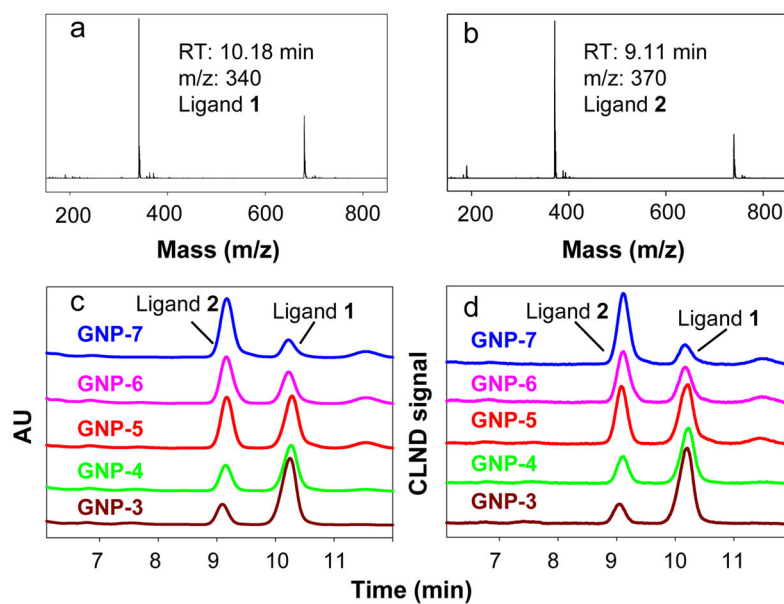 a
RT: 10.18 min
m/z: 340
Ligand 1
200 400 600 800
Mass (m/z)
b
RT: 9.11 min
m/z: 370
Ligand 2
200 400 600 800
Mass (m/z)
c
Ligand 2
Ligand 1
GNP-7
GNP-6
GNP-5
GNP-4
GNP-3
AU
7 9 10 11
d
Ligand 2
Ligand 1
GNP-7
GNP-6
GNP-5
GNP-4
GNP-3
CLND signal
7 8 9 10 11
Time (min)